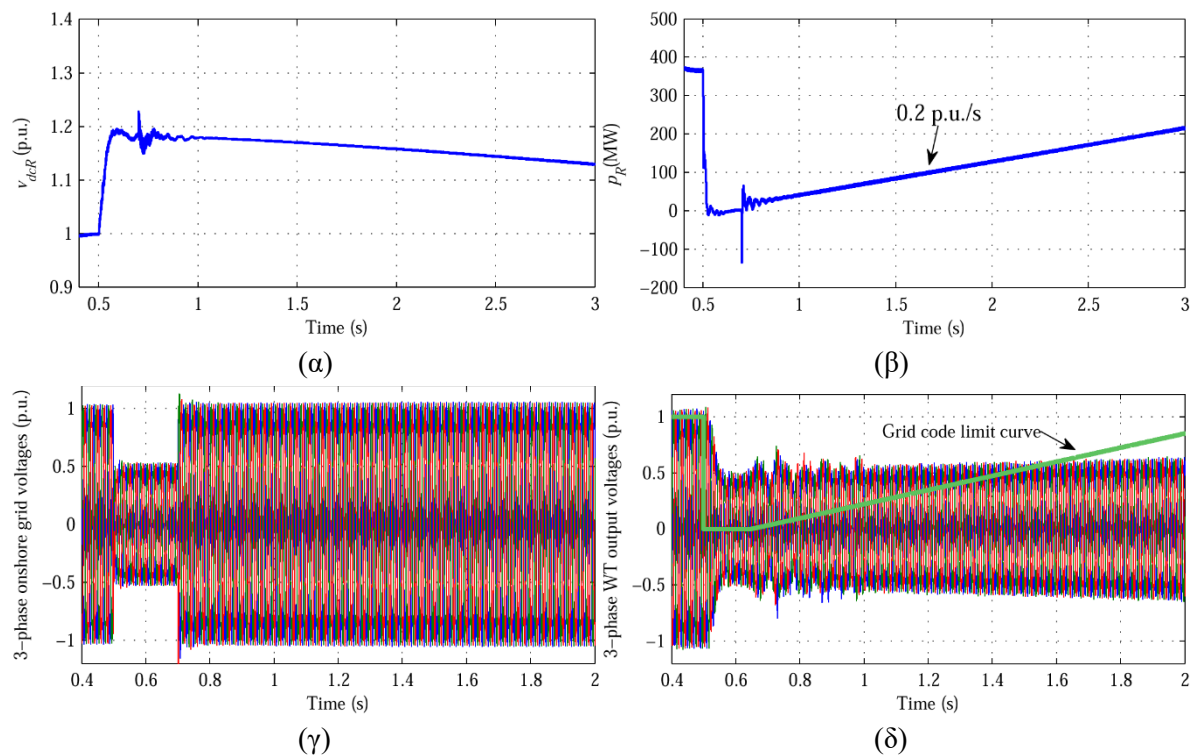 1.4
1.3
1.2
1.1
1
0.9
v_dcR (p.u.)
0.5 1 1.5 2 2.5 3
Time (s)
(α)
500
400
300
200
100
0
−100
−200
p_R(MW)
0.2 p.u./s
0.5 1 1.5 2 2.5 3
Time (s)
(β)
1
0.5
0
−0.5
−1
3−phase onshore grid voltages (p.u.)
0.4 0.6 0.8 1 1.2 1.4 1.6 1.8 2
Time (s)
(γ)
1
0.5
0
−0.5
−1
3−phase WT output voltages (p.u.)
Grid code limit curve
0.4 0.6 0.8 1 1.2 1.4 1.6 1.8 2
Time (s)
(δ)